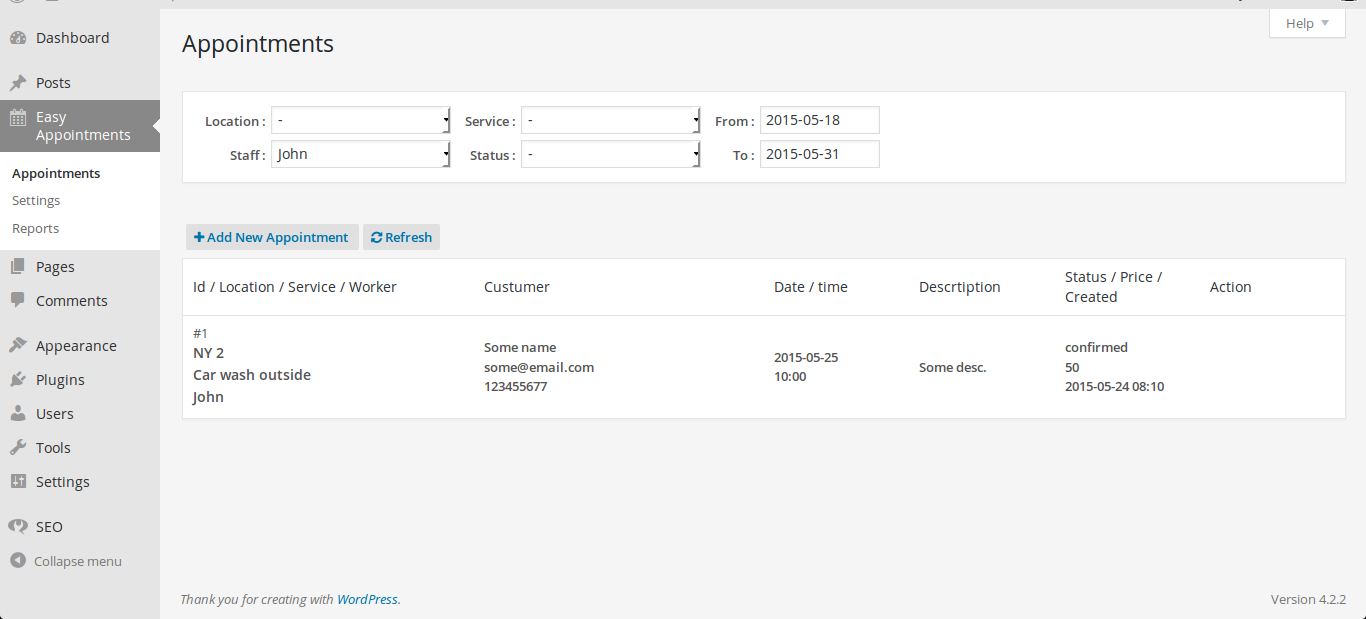 Dashboard
Posts
Easy
Appointments
Appointments
Settings
Reports
Pages
Comments
Appearance
Plugins
Users
Tools
Settings
SEO
Collapse menu
Help
Appointments
Location : -
Service : -
From : 2015-05-18
Staff : John
Status : -
To : 2015-05-31
Add New Appointment
Refresh
Id / Location / Service / Worker
Custumer
Date / time
Descrtiption
Status / Price /
Created
Action
#1
NY 2
Car wash outside
John
Some name
some@email.com
123455677
2015-05-25
10:00
Some desc.
confirmed
50
2015-05-24 08:10
Thank you for creating with WordPress.
Version 4.2.2